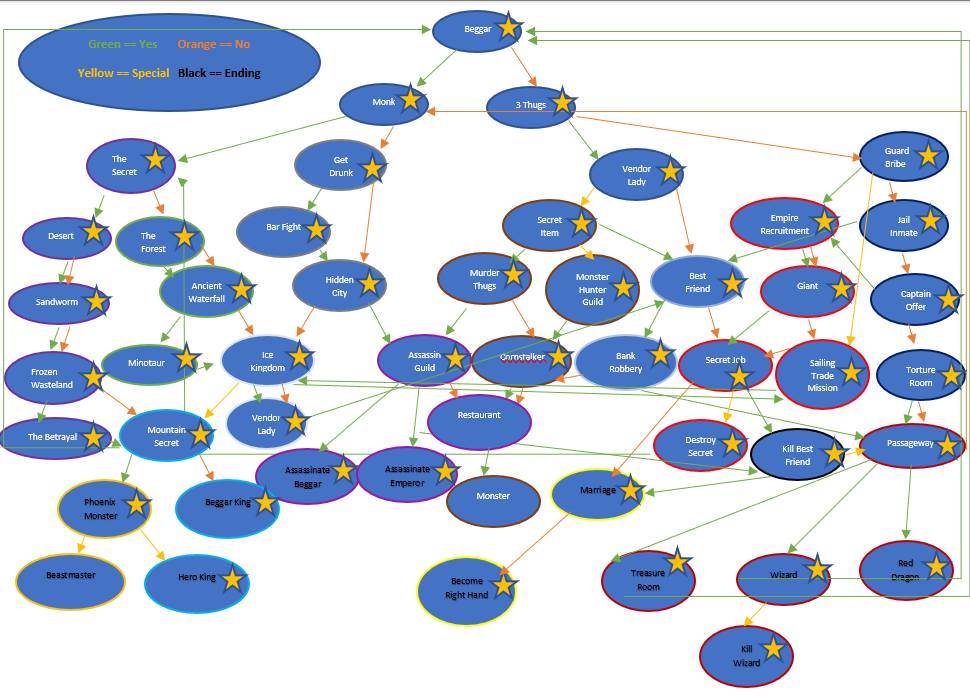 Beggar
Green == Yes Orange == No
Yellow == Special Black == Ending
Monk
3 Thugs
The
Secret
Get
Drunk
Vendor
Lady
Guard
Bribe
Desert
The
Forest
Bar Fight
Secret
Item
Empire
Recruitment
Jail
Inmate
Sandworm
Ancient
Waterfall
Hidden
City
Murder
Thugs
Monster
Hunter
Guild
Best
Friend
Giant
Captain
Offer
Frozen
Wasteland
Minotaur
Ice
Kingdom
Assassin
Guild
Cornstalker
Bank
Robbery
Secret Job
Sailing
Trade
Mission
Torture
Room
The Betrayal
Mountain
Secret
Vendor
Lady
Restaurant
Destroy
Secret
Kill Best
Friend
Passageway
Assassinate
Beggar
Assassinate
Emperor
Phoenix
Monster
Beggar King
Monster
Marriage
Beastmaster
Hero King
Become
Right Hand
Treasure
Room
Wizard
Red
Dragon
Kill
Wizard